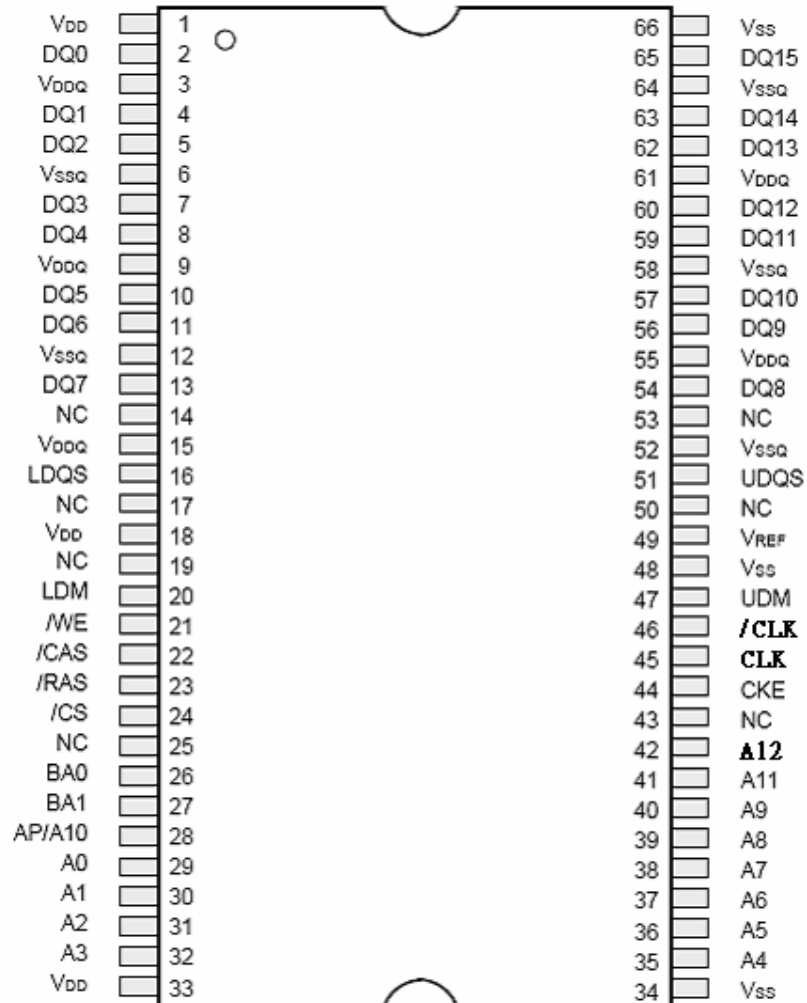 VDD 1 66 VSS
DQ0 2 65 DQ15
VDDQ 3 64 VSSQ
DQ1 4 63 DQ14
DQ2 5 62 DQ13
VSSQ 6 61 VDDQ
DQ3 7 60 DQ12
DQ4 8 59 DQ11
VDDQ 9 58 VSSQ
DQ5 10 57 DQ10
DQ6 11 56 DQ9
VSSQ 12 55 VDDQ
DQ7 13 54 DQ8
NC 14 53 NC
VDDQ 15 52 VSSQ
LDQS 16 51 UDQS
NC 17 50 NC
VDD 18 49 VREF
NC 19 48 VSS
LDM 20 47 UDM
/WE 21 46 /CLK
/CAS 22 45 CLK
/RAS 23 44 CKE
/CS 24 43 NC
NC 25 42 A12
BA0 26 41 A11
BA1 27 40 A9
AP/A10 28 39 A8
A0 29 38 A7
A1 30 37 A6
A2 31 36 A5
A3 32 35 A4
VDD 33 34 VSS